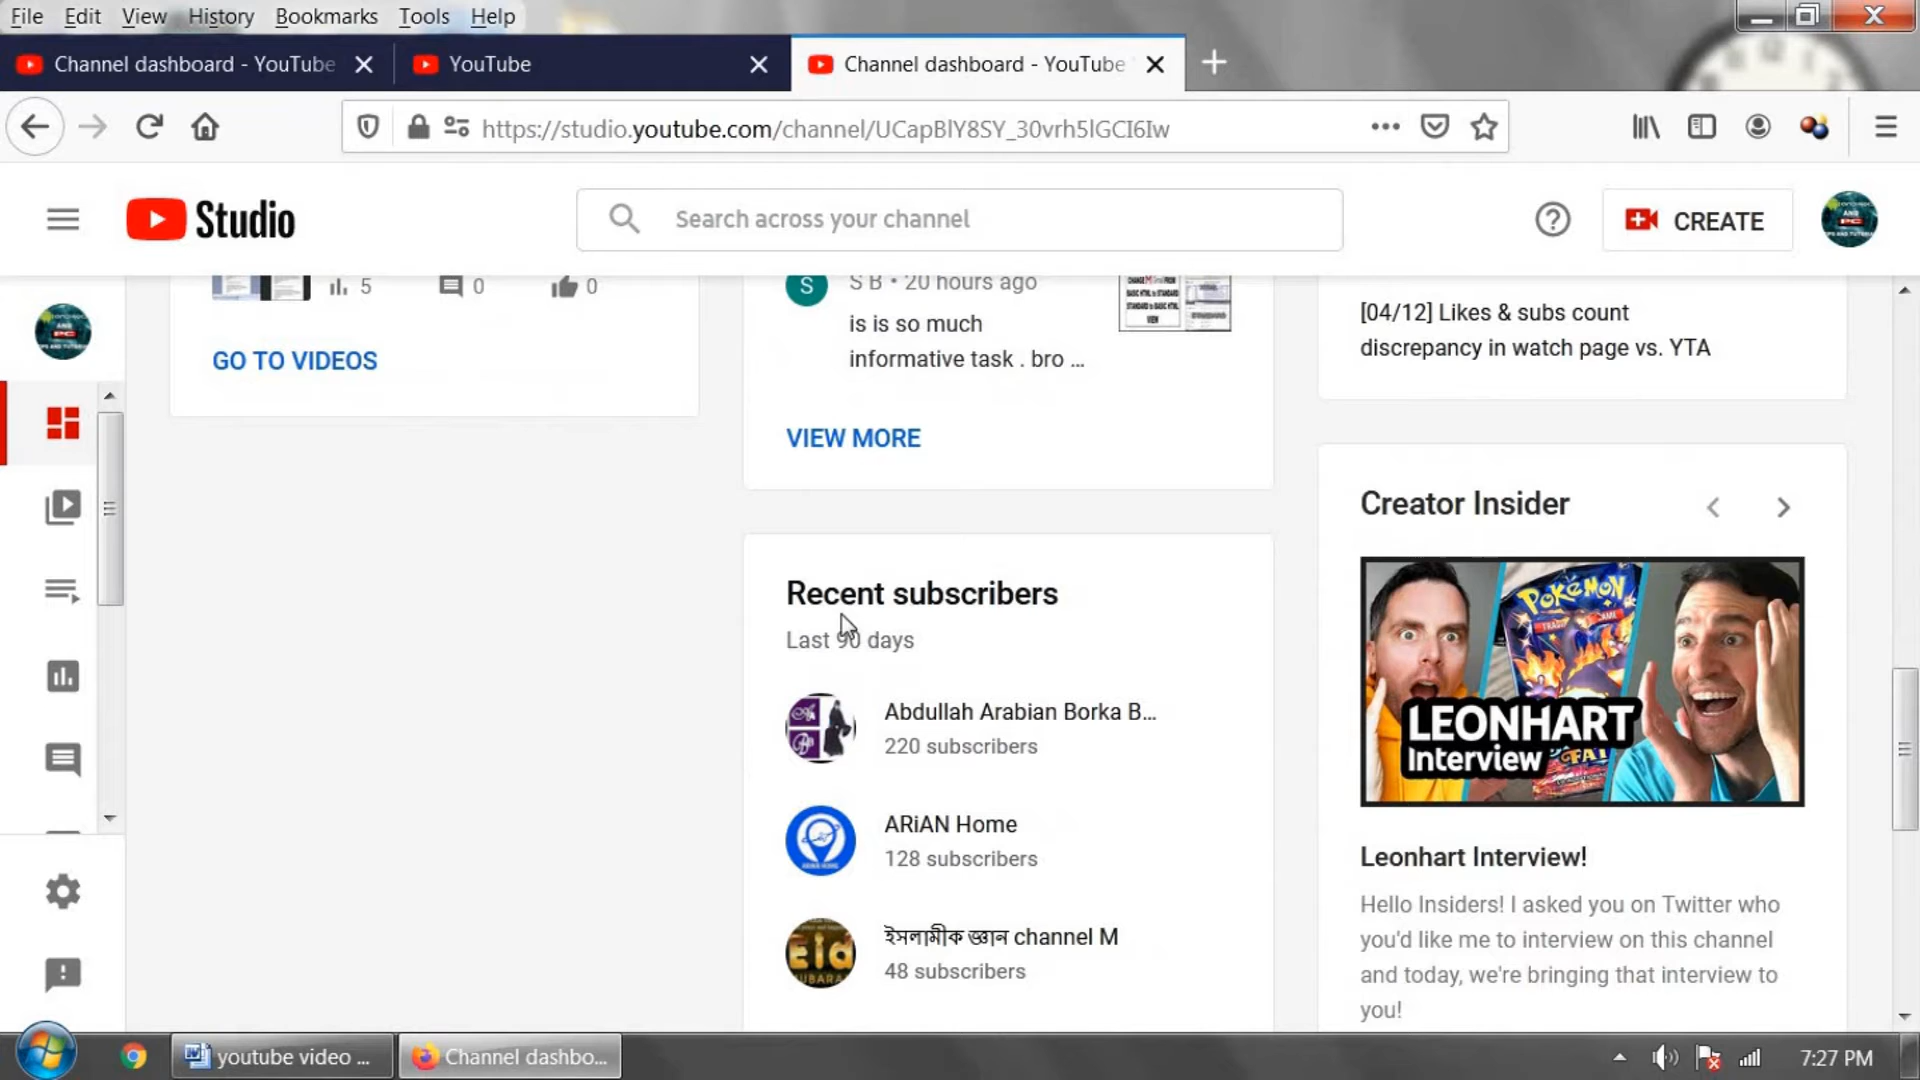 File Edit View History Bookmarks Tools Help
Channel dashboard - YouTube
YouTube
Channel dashboard - YouTube
https://studio.youtube.com/channel/UCapBlY8SY_30vrh5lGCI6Iw
Studio
Search across your channel
CREATE
5 0 0
GO TO VIDEOS
S
S B • 20 hours ago
is is so much
informative task . bro ...
VIEW MORE
[04/12] Likes & subs count
discrepancy in watch page vs. YTA
Recent subscribers
Last 90 days
Abdullah Arabian Borka B...
220 subscribers
ARiAN Home
128 subscribers
ইসলামীক জ্ঞান channel M
48 subscribers
Creator Insider
POKÉMON
LEONHART
Interview
Leonhart Interview!
Hello Insiders! I asked you on Twitter who
you'd like me to interview on this channel
and today, we're bringing that interview to
you!
youtube video ...
Channel dashbo...
7:27 PM